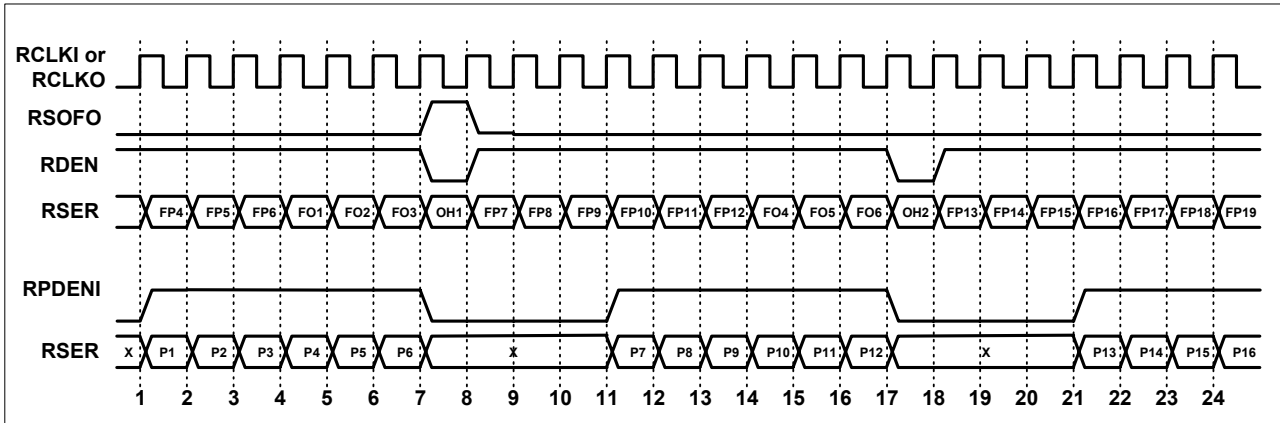 RCLKI or
RCLKO
RSOFO
RDEN
RSER FP4 FP5 FP6 FO1 FO2 FO3 OH1 FP7 FP8 FP9 FP10 FP11 FP12 FO4 FO5 FO6 OH2 FP13 FP14 FP15 FP16 FP17 FP18 FP19
RPDENI
RSER X P1 P2 P3 P4 P5 P6 X P7 P8 P9 P10 P11 P12 X P13 P14 P15 P16
1 2 3 4 5 6 7 8 9 10 11 12 13 14 15 16 17 18 19 20 21 22 23 24